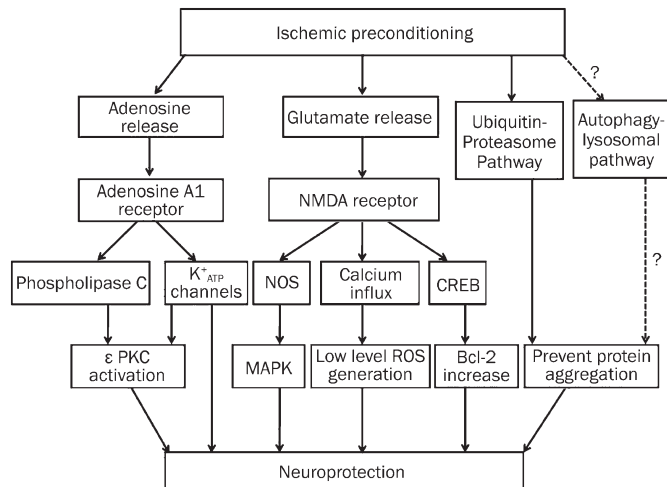 Ischemic preconditioning
?
Adenosine
release
Glutamate release
Ubiquitin-
Proteasome
Pathway
Autophagy-
lysosomal
pathway
Adenosine A1
receptor
NMDA receptor
Phospholipase C
K⁺ATP
channels
NOS
Calcium
influx
CREB
?
ε PKC
activation
MAPK
Low level ROS
generation
Bcl-2
increase
Prevent protein
aggregation
Neuroprotection